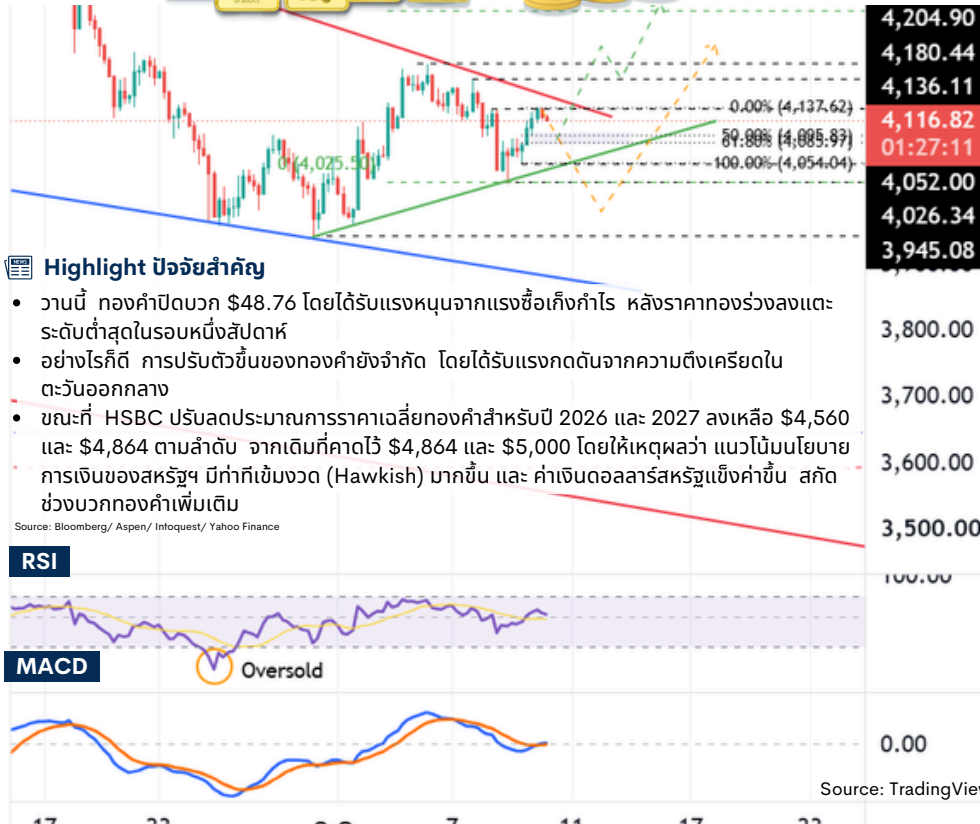 4,204.90
4,180.44
4,136.11
0.00% (4,137.62)
4,116.82
01:27:11
50.00% (4,095.83)
61.80% (4,085.97)
100.00% (4,054.04)
0 (4,025.50)
4,052.00
4,026.34
3,945.08
Highlight ปัจจัยสำคัญ
• วานนี้ ทองคำปิดบวก $48.76 โดยได้รับแรงหนุนจากแรงซื้อเก็งกำไร หลังราคาทองร่วงลงแตะ
ระดับต่ำสุดในรอบหนึ่งสัปดาห์
• อย่างไรก็ดี การปรับตัวขึ้นของทองคำยังจำกัด โดยได้รับแรงกดดันจากความตึงเครียดใน
ตะวันออกกลาง
• ขณะที่ HSBC ปรับลดประมาณการราคาเฉลี่ยทองคำสำหรับปี 2026 และ 2027 ลงเหลือ $4,560
และ $4,864 ตามลำดับ จากเดิมที่คาดไว้ $4,864 และ $5,000 โดยให้เหตุผลว่า แนวโน้มนโยบาย
การเงินของสหรัฐฯ มีท่าทีเข้มงวด (Hawkish) มากขึ้น และ ค่าเงินดอลลาร์สหรัฐแข็งค่าขึ้น สกัด
ช่วงบวกทองคำเพิ่มเติม
Source: Bloomberg/ Aspen/ Infoquest/ Yahoo Finance
3,800.00
3,700.00
3,600.00
3,500.00
RSI
100.00
MACD
Oversold
0.00
Source: TradingVie
17
7
11
17